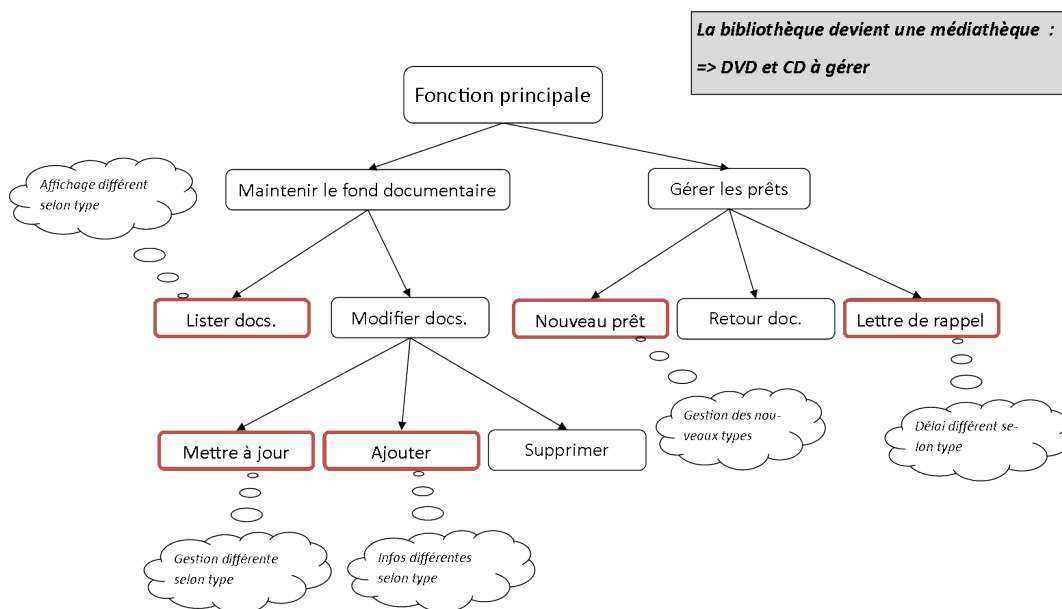 La bibliothèque devient une médiathèque :
=> DVD et CD à gérer
Fonction principale
Affichage différent
selon type
Maintenir le fond documentaire
Gérer les prêts
Lister docs.
Modifier docs.
Nouveau prêt
Retour doc.
Lettre de rappel
Gestion des nou-
veaux types
Délai différent se-
lon type
Mettre à jour
Ajouter
Supprimer
Gestion différente
selon type
Infos différentes
selon type